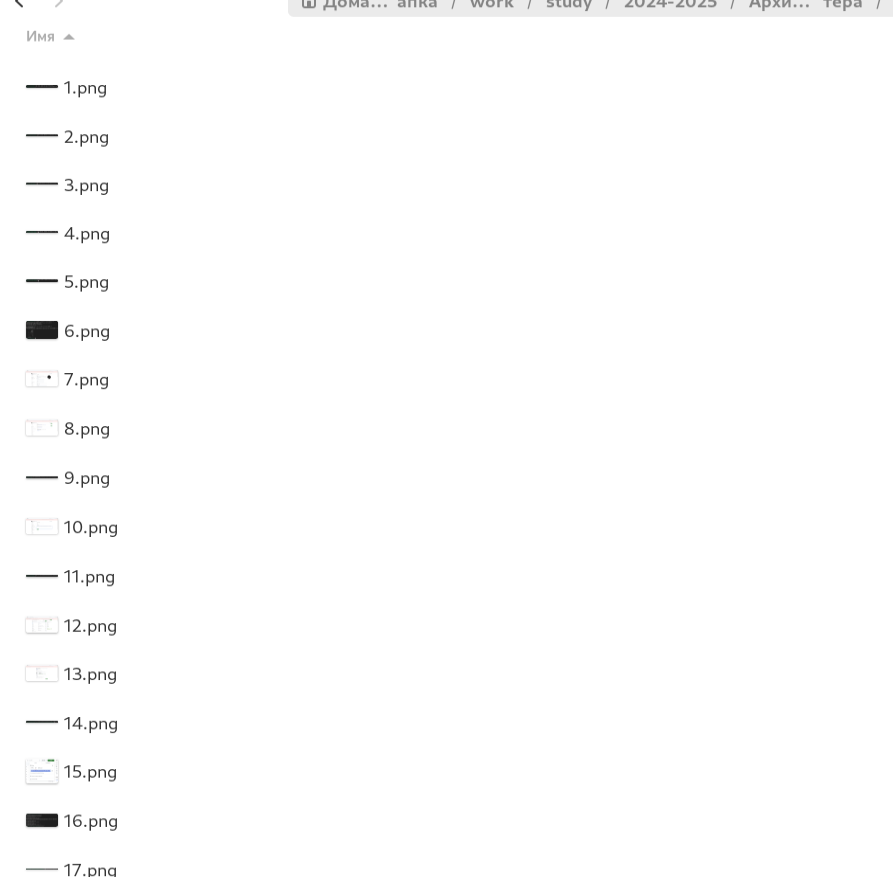 Дома... апка / work / study / 2024-2025 / Архи... тера /
Имя
1.png
2.png
3.png
4.png
5.png
6.png
7.png
8.png
9.png
10.png
11.png
12.png
13.png
14.png
15.png
16.png
17.png